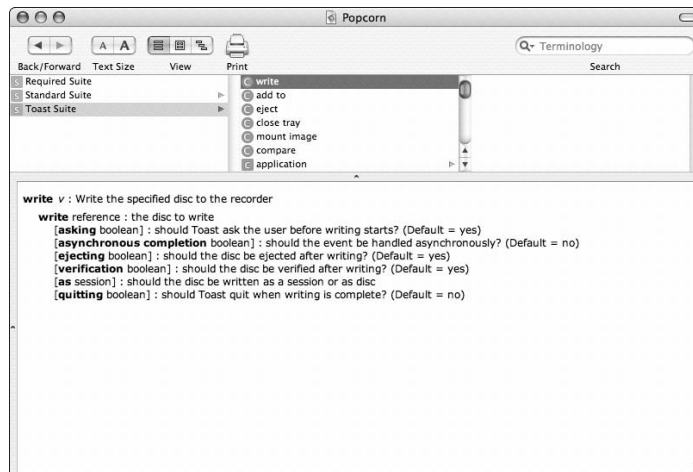 Popcorn
A A
Q▾ Terminology
Back/Forward Text Size View Print Search
S Required Suite
S Standard Suite
S Toast Suite
C write
C add to
C eject
C close tray
C mount image
C compare
C application
write v : Write the specified disc to the recorder
write reference : the disc to write
[asking boolean] : should Toast ask the user before writing starts? (Default = yes)
[asynchronous completion boolean] : should the event be handled asynchronously? (Default = no)
[ejecting boolean] : should the disc be ejected after writing? (Default = yes)
[verification boolean] : should the disc be verified after writing? (Default = yes)
[as session] : should the disc be written as a session or as disc
[quitting boolean] : should Toast quit when writing is complete? (Default = no)